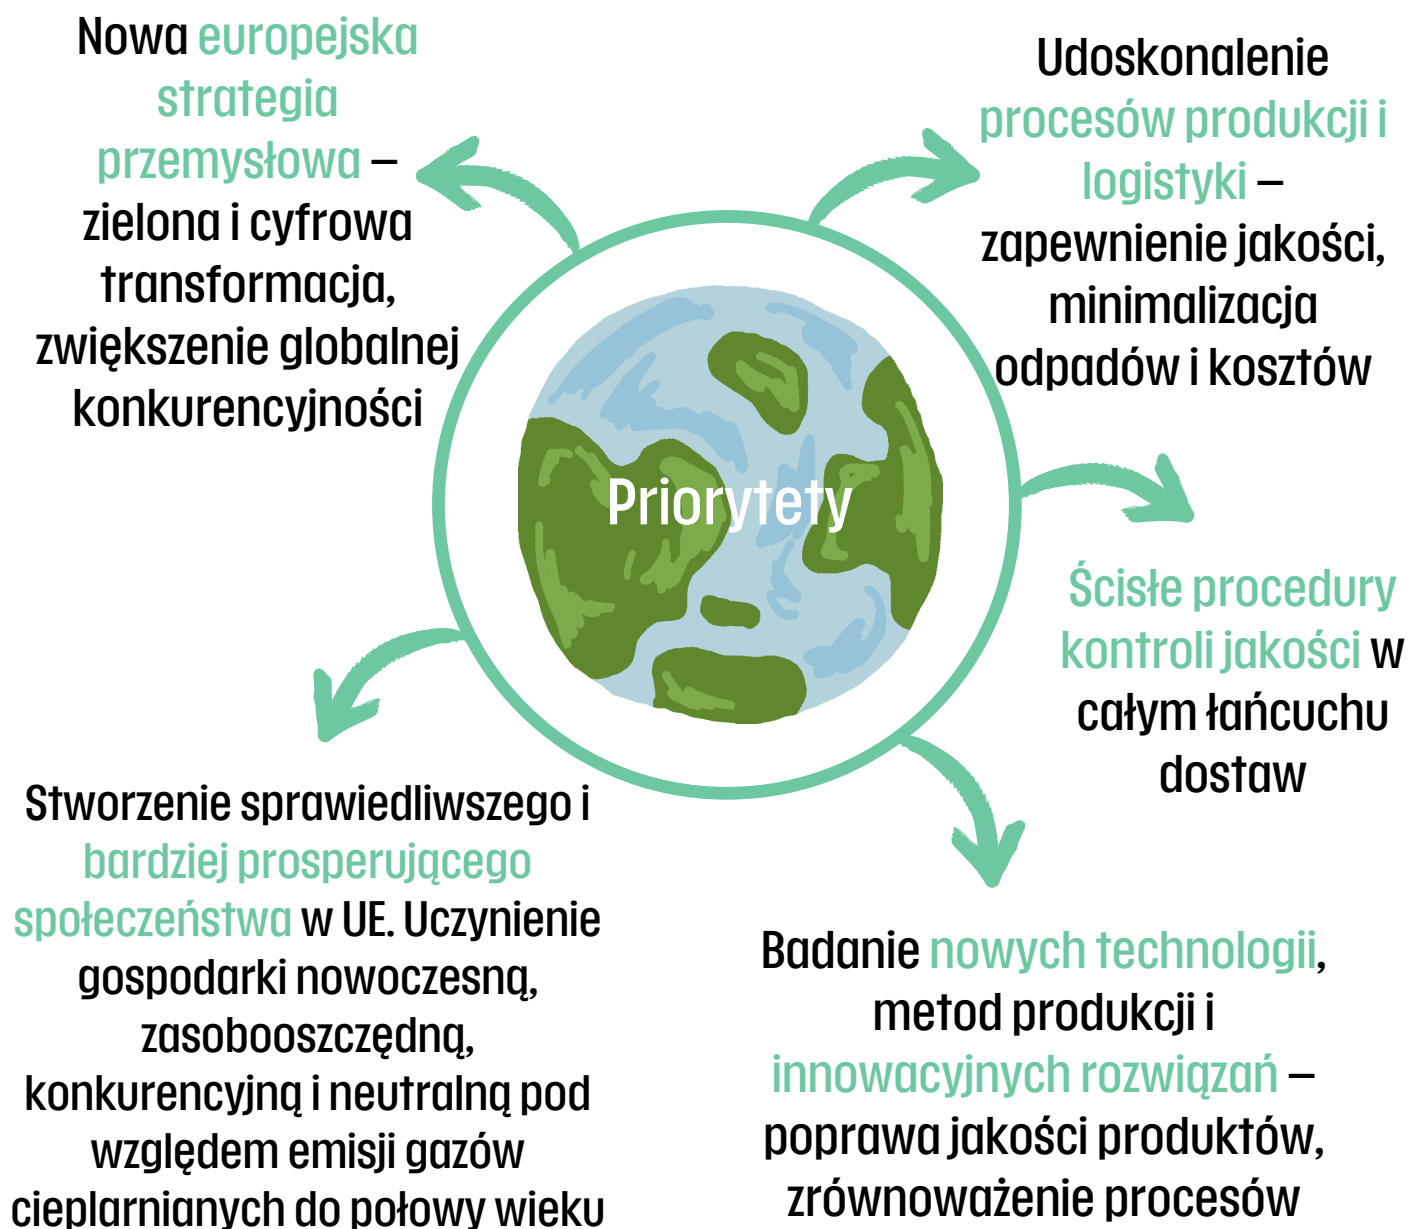 Nowa europejska
strategia
przemysłowa –
zielona i cyfrowa
transformacja,
zwiększenie globalnej
konkurencyjności
Udoskonalenie
procesów produkcji i
logistyki –
zapewnienie jakości,
minimalizacja
odpadów i kosztów
Priorytety
Ścisłe procedury
kontroli jakości w
całym łańcuchu
dostaw
Stworzenie sprawiedliwszego i
bardziej prosperującego
społeczeństwa w UE. Uczynienie
gospodarki nowoczesną,
zasobooszczędną,
konkurencyjną i neutralną pod
względem emisji gazów
cieplarnianych do połowy wieku
Badanie nowych technologii,
metod produkcji i
innowacyjnych rozwiązań –
poprawa jakości produktów,
zrównoważenie procesów